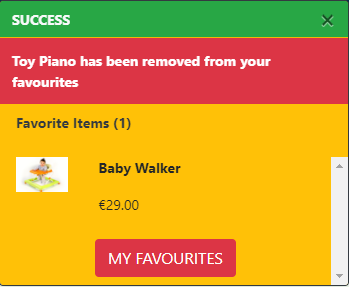 SUCCESS ×
Toy Piano has been removed from your
favourites
Favorite Items (1)
Baby Walker
€29.00
MY FAVOURITES